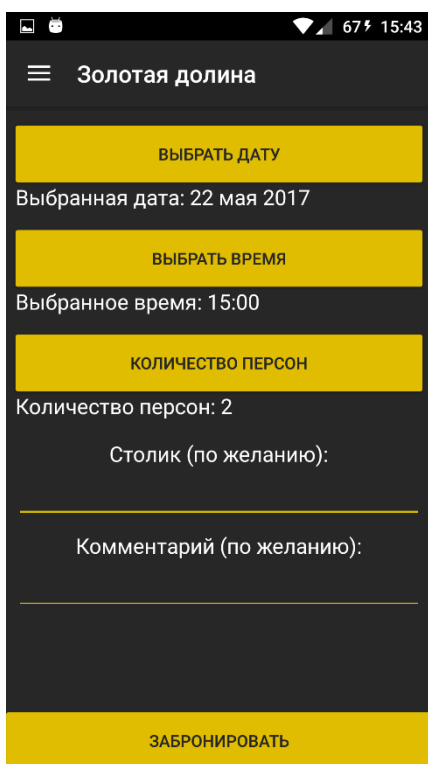 67 15:43
Золотая долина
ВЫБРАТЬ ДАТУ
Выбранная дата: 22 мая 2017
ВЫБРАТЬ ВРЕМЯ
Выбранное время: 15:00
КОЛИЧЕСТВО ПЕРСОН
Количество персон: 2
Столик (по желанию):
Комментарий (по желанию):
ЗАБРОНИРОВАТЬ